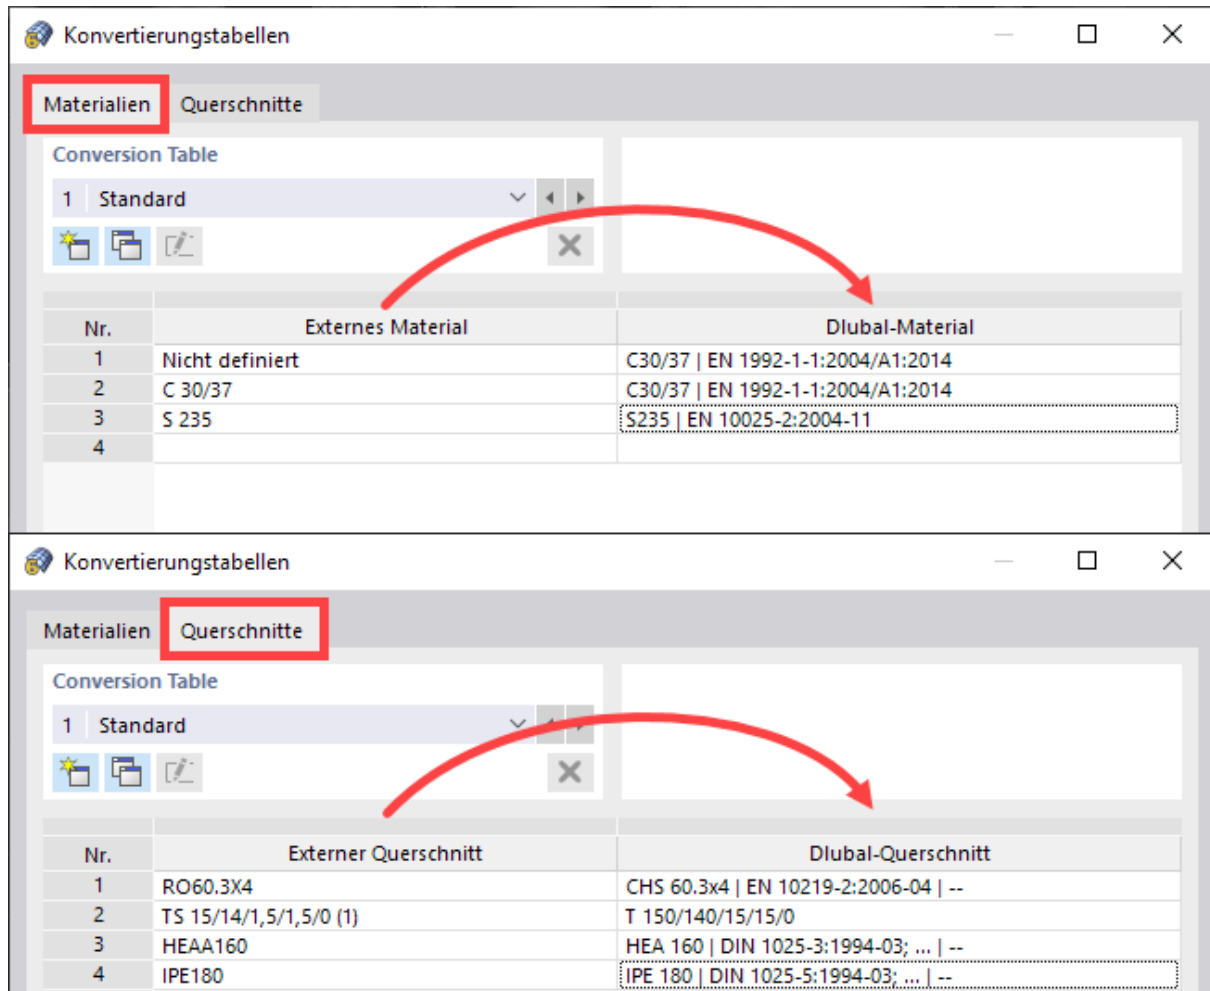 Konvertierungstabellen
Materialien Querschnitte
Conversion Table
1 Standard
Nr. Externes Material Dlubal-Material
1 Nicht definiert C30/37 | EN 1992-1-1:2004/A1:2014
2 C 30/37 C30/37 | EN 1992-1-1:2004/A1:2014
3 S 235 S235 | EN 10025-2:2004-11
4
Konvertierungstabellen
Materialien Querschnitte
Conversion Table
1 Standard
Nr. Externer Querschnitt Dlubal-Querschnitt
1 RO60.3X4 CHS 60.3x4 | EN 10219-2:2006-04 | --
2 TS 15/14/1,5/1,5/0 (1) T 150/140/15/15/0
3 HEAA160 HEA 160 | DIN 1025-3:1994-03; ... | --
4 IPE180 IPE 180 | DIN 1025-5:1994-03; ... | --